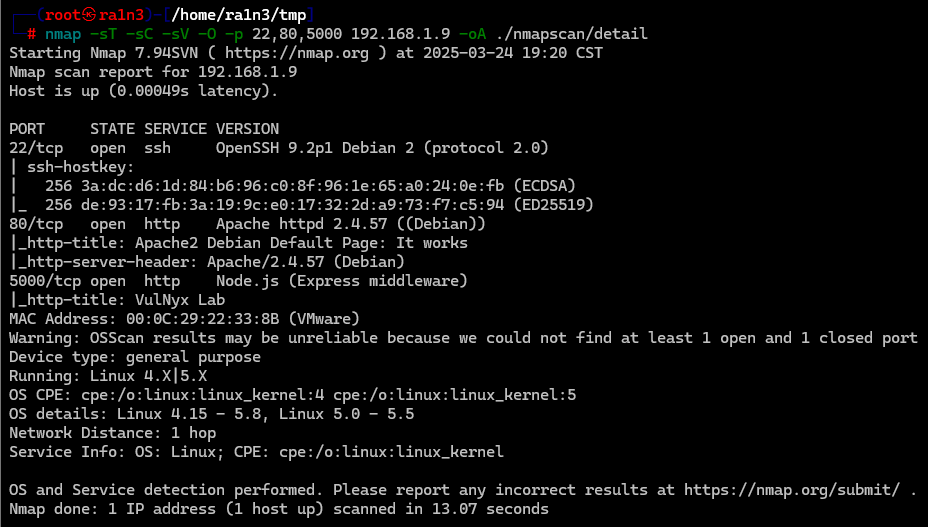 (root㉿ra1n3)-[/home/ra1n3/tmp]
# nmap -sT -sC -sV -O -p 22,80,5000 192.168.1.9 -oA ./nmapscan/detail
Starting Nmap 7.94SVN ( https://nmap.org ) at 2025-03-24 19:20 CST
Nmap scan report for 192.168.1.9
Host is up (0.00049s latency).

PORT     STATE SERVICE VERSION
22/tcp   open  ssh     OpenSSH 9.2p1 Debian 2 (protocol 2.0)
| ssh-hostkey:
|   256 3a:dc:d6:1d:84:b6:96:c0:8f:96:1e:65:a0:24:0e:fb (ECDSA)
|_  256 de:93:17:fb:3a:19:9c:e0:17:32:2d:a9:73:f7:c5:94 (ED25519)
80/tcp   open  http    Apache httpd 2.4.57 ((Debian))
|_http-title: Apache2 Debian Default Page: It works
|_http-server-header: Apache/2.4.57 (Debian)
5000/tcp open  http    Node.js (Express middleware)
|_http-title: VulNyx Lab
MAC Address: 00:0C:29:22:33:8B (VMware)
Warning: OSScan results may be unreliable because we could not find at least 1 open and 1 closed port
Device type: general purpose
Running: Linux 4.X|5.X
OS CPE: cpe:/o:linux:linux_kernel:4 cpe:/o:linux:linux_kernel:5
OS details: Linux 4.15 - 5.8, Linux 5.0 - 5.5
Network Distance: 1 hop
Service Info: OS: Linux; CPE: cpe:/o:linux:linux_kernel

OS and Service detection performed. Please report any incorrect results at https://nmap.org/submit/ .
Nmap done: 1 IP address (1 host up) scanned in 13.07 seconds